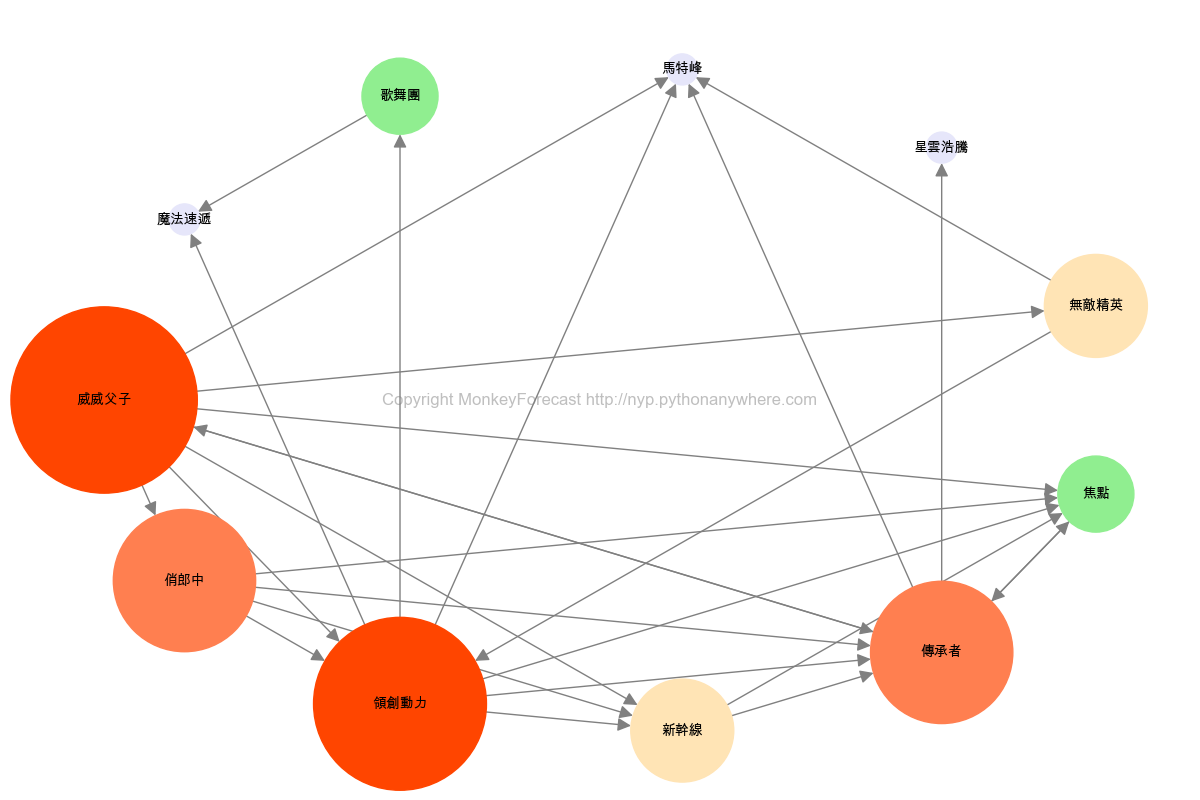 馬特峰
歌舞團
星雲浩騰
魔法速遞
無敵精英
威威父子
Copyright MonkeyForecast http://nyp.pythonanywhere.com
焦點
俏郎中
傳承者
領創動力
新幹線